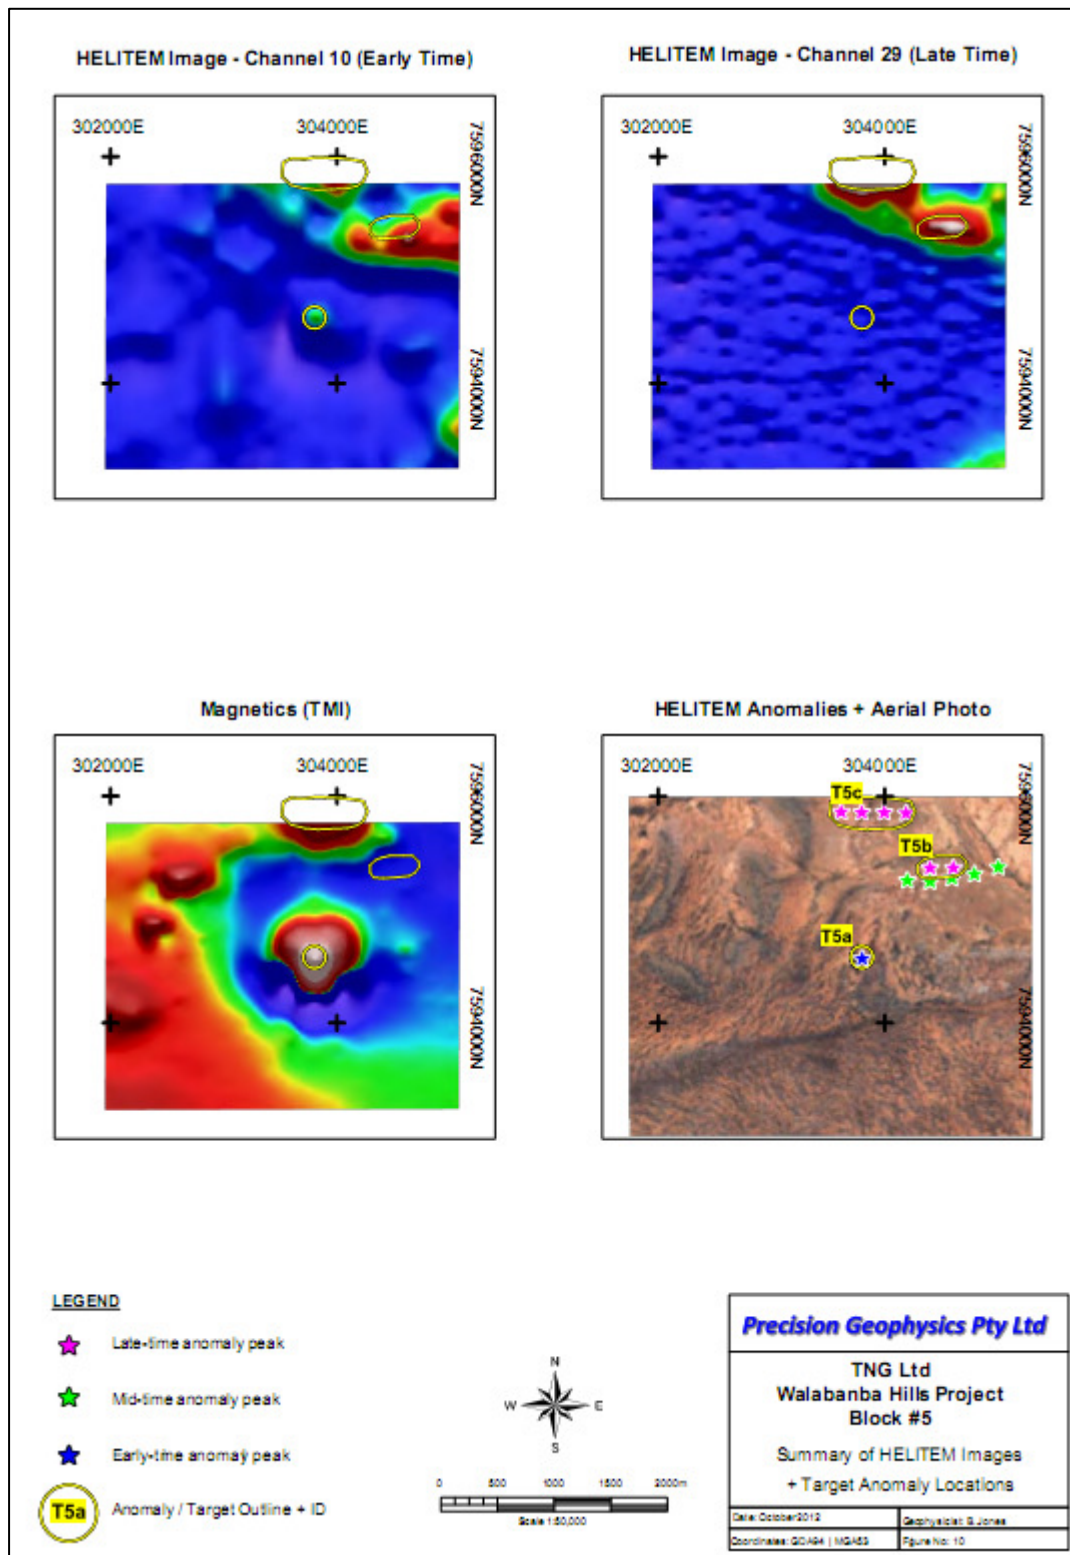 HELITEM Image - Channel 10 (Early Time)
302000E
304000E
7596000N
7594000N
HELITEM Image - Channel 29 (Late Time)
302000E
304000E
7596000N
7594000N
Magnetics (TMI)
302000E
304000E
7596000N
7594000N
HELITEM Anomalies + Aerial Photo
302000E
304000E
7596000N
7594000N
T5c
T5b
T5a
LEGEND
Late-time anomaly peak
Mid-time anomaly peak
Early-time anomaly peak
T5a
Anomaly / Target Outline + ID
N
W
E
S
0 500 1000 1500 2000m
Scale 1:50,000
Precision Geophysics Pty Ltd
TNG Ltd
Walabanba Hills Project
Block #5
Summary of HELITEM Images
+ Target Anomaly Locations
Date: October 2012
Geophysicist: B.Jones
Coordinates: GDA94 | MGA53
Figure No: 10